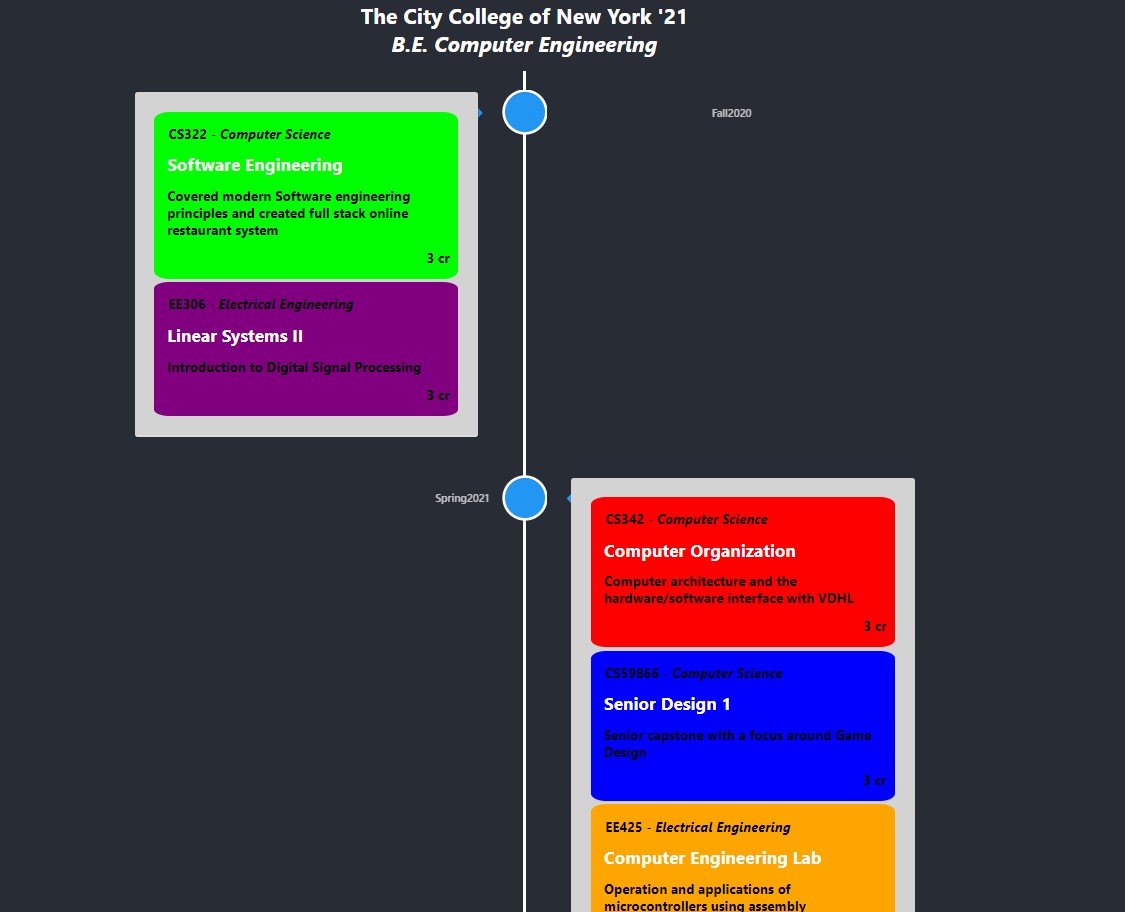 The City College of New York '21
B.E. Computer Engineering
Fall2020
CS322 - Computer Science
Software Engineering
Covered modern Software engineering
principles and created full stack online
restaurant system
3 cr
EE306 - Electrical Engineering
Linear Systems II
Introduction to Digital Signal Processing
3 cr
Spring2021
CS342 - Computer Science
Computer Organization
Computer architecture and the
hardware/software interface with VDHL
3 cr
CS59866 - Computer Science
Senior Design 1
Senior capstone with a focus around Game
Design
3 cr
EE425 - Electrical Engineering
Computer Engineering Lab
Operation and applications of
microcontrollers using assembly